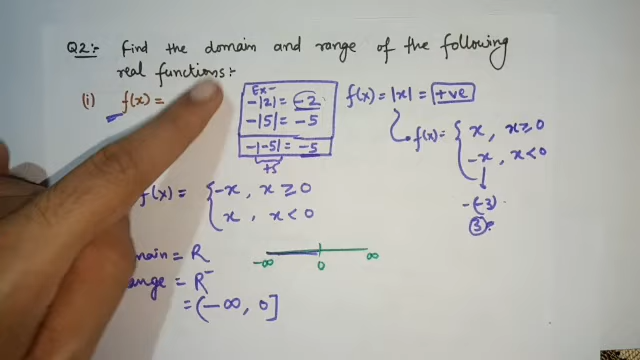 Q2:- Find the domain and range of the following
real functions:-
(i) f(x) =
Ex-
-|2| = -2
-|5| = -5
-|-5| = -5
+5
f(x) = |x| = +ve
f(x) = { x, x ≥ 0
-x, x < 0
-(-3)
3
f(x) = { -x, x ≥ 0
x, x < 0
main = R
-∞ 0 ∞
ange = R⁻
= (-∞, 0]